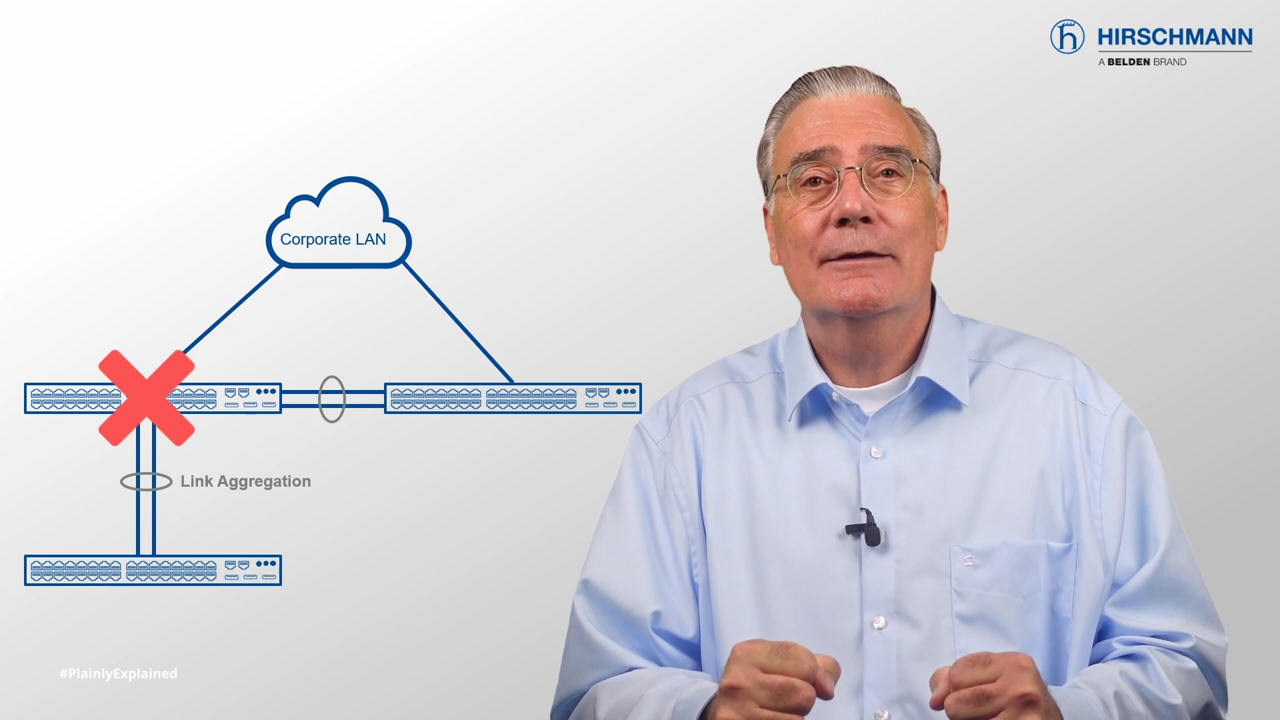 HIRSCHMANN
A BELDEN BRAND
Corporate LAN
Link Aggregation
#PlainlyExplained